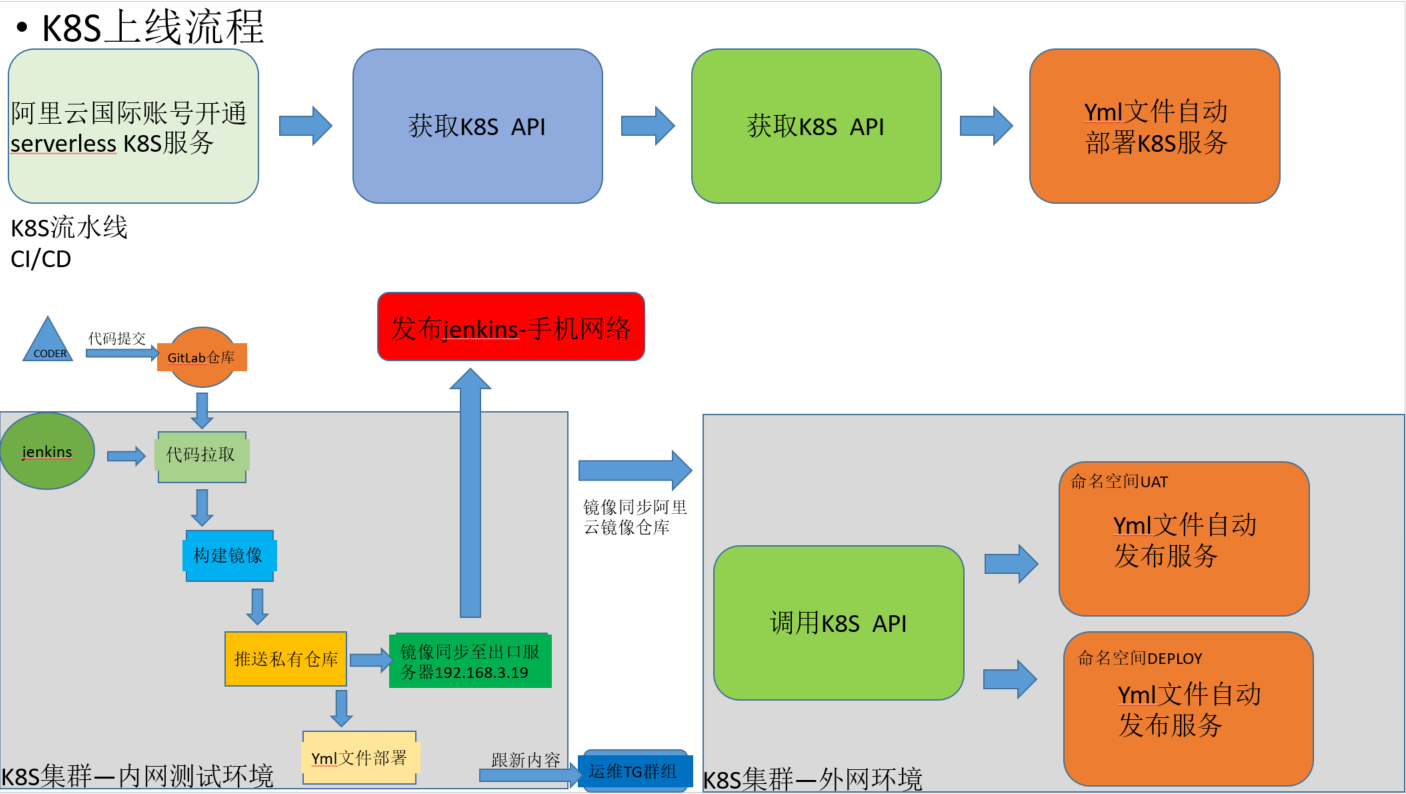 • K8S上线流程
阿里云国际账号开通
serverless K8S服务
获取K8S API
获取K8S API
Yml文件自动
部署K8S服务
K8S流水线
CI/CD
发布jenkins-手机网络
CODER
代码提交
GitLab仓库
jenkins
代码拉取
构建镜像
推送私有仓库
镜像同步至出口服
务器192.168.3.19
Yml文件部署
K8S集群—内网测试环境
镜像同步阿里
云镜像仓库
跟新内容
运维TG群组
调用K8S API
命名空间UAT
Yml文件自动
发布服务
命名空间DEPLOY
Yml文件自动
发布服务
K8S集群—外网环境